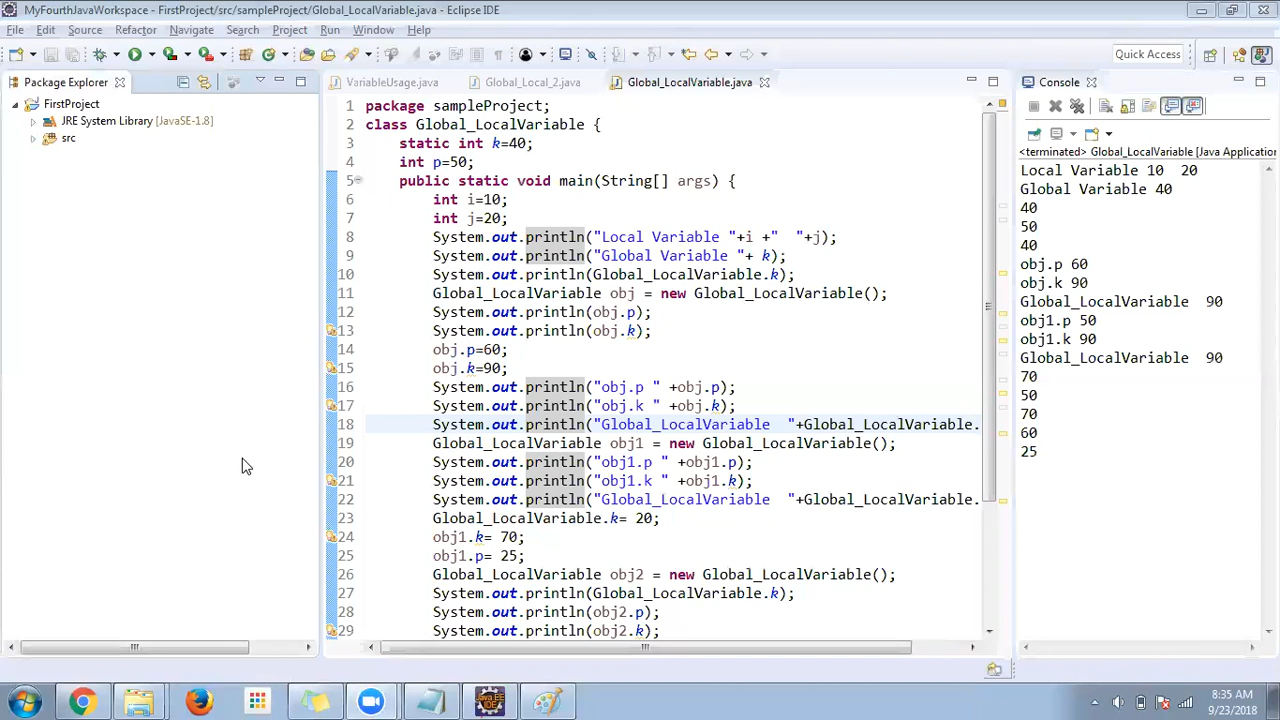 MyFourthJavaWorkspace - FirstProject/src/sampleProject/Global_LocalVariable.java - Eclipse IDE
File Edit Source Refactor Navigate Search Project Run Window Help
Quick Access
Package Explorer
FirstProject
JRE System Library [JavaSE-1.8]
src
VariableUsage.java Global_Local_2.java Global_LocalVariable.java
1 package sampleProject;
2 class Global_LocalVariable {
3 static int k=40;
4 int p=50;
5 public static void main(String[] args) {
6 int i=10;
7 int j=20;
8 System.out.println("Local Variable "+i +"  "+j);
9 System.out.println("Global Variable "+ k);
10 System.out.println(Global_LocalVariable.k);
11 Global_LocalVariable obj = new Global_LocalVariable();
12 System.out.println(obj.p);
13 System.out.println(obj.k);
14 obj.p=60;
15 obj.k=90;
16 System.out.println("obj.p " +obj.p);
17 System.out.println("obj.k " +obj.k);
18 System.out.println("Global_LocalVariable  "+Global_LocalVariable.
19 Global_LocalVariable obj1 = new Global_LocalVariable();
20 System.out.println("obj1.p " +obj1.p);
21 System.out.println("obj1.k " +obj1.k);
22 System.out.println("Global_LocalVariable  "+Global_LocalVariable.
23 Global_LocalVariable.k= 20;
24 obj1.k= 70;
25 obj1.p= 25;
26 Global_LocalVariable obj2 = new Global_LocalVariable();
27 System.out.println(Global_LocalVariable.k);
28 System.out.println(obj2.p);
29 System.out.println(obj2.k);
Console
<terminated> Global_LocalVariable [Java Application
Local Variable 10  20
Global Variable 40
40
50
40
obj.p 60
obj.k 90
Global_LocalVariable  90
obj1.p 50
obj1.k 90
Global_LocalVariable  90
70
50
70
60
25
Java EE
IDE
8:35 AM
9/23/2018